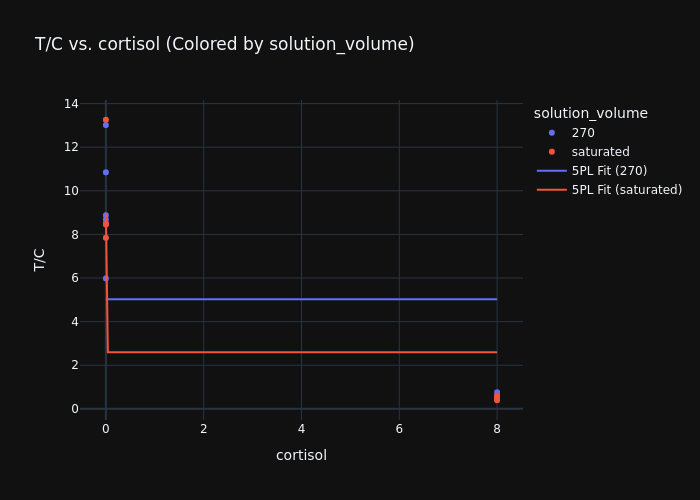 T/C vs. cortisol (Colored by solution_volume)
solution_volume
270
saturated
5PL Fit (270)
5PL Fit (saturated)
T/C
14
12
10
8
6
4
2
0
0 2 4 6 8
cortisol